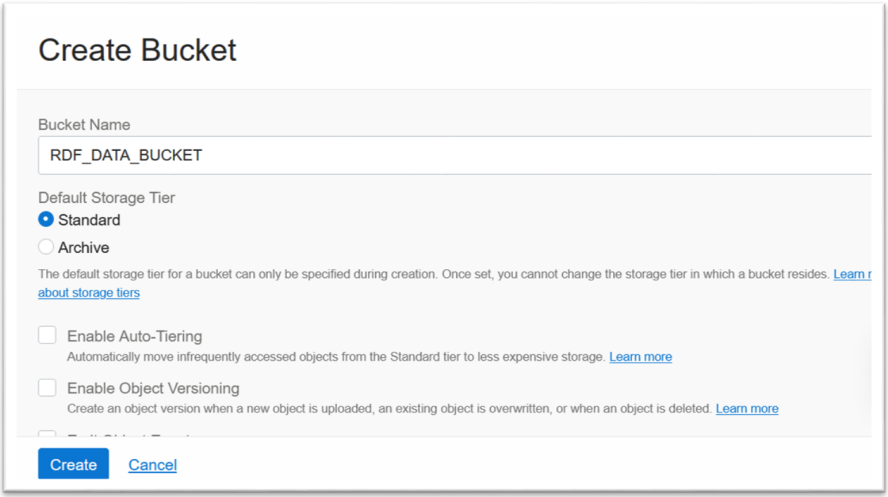 Create Bucket
Bucket Name
RDF_DATA_BUCKET
Default Storage Tier
Standard
Archive
The default storage tier for a bucket can only be specified during creation. Once set, you cannot change the storage tier in which a bucket resides. Learn
about storage tiers
Enable Auto-Tiering
Automatically move infrequently accessed objects from the Standard tier to less expensive storage. Learn more
Enable Object Versioning
Create an object version when a new object is uploaded, an existing object is overwritten, or when an object is deleted. Learn more
Create Cancel